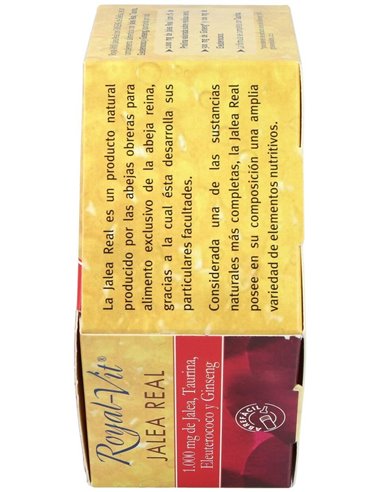 Royal-Vit®
JALEA REAL
1.000 mg de Jalea, Taurina,
Eleuterococo y Ginseng
ABREFACIL
La Jalea Real es un producto natural
producido por las abejas obreras para
alimento exclusivo de la abeja reina,
gracias a la cual ésta desarrolla sus
particulares facultades.
Considerada una de las sustancias
naturales más completas, la Jalea Real
posee en su composición una amplia
variedad de elementos nutritivos.